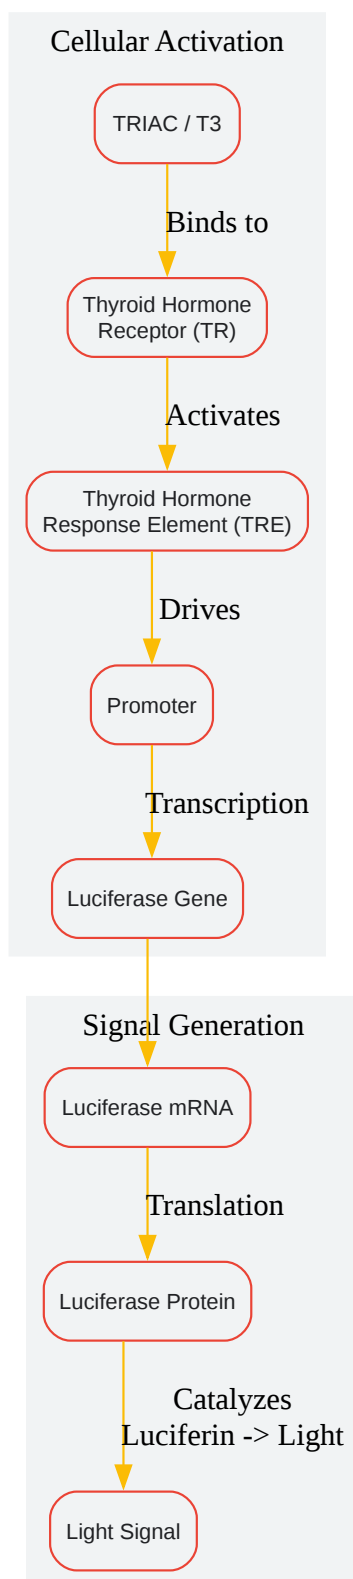 Cellular Activation
TRIAC / T3
Binds to
Thyroid Hormone
Receptor (TR)
Activates
Thyroid Hormone
Response Element (TRE)
Drives
Promoter
Transcription
Luciferase Gene
Signal Generation
Luciferase mRNA
Translation
Luciferase Protein
Catalyzes
Luciferin -> Light
Light Signal